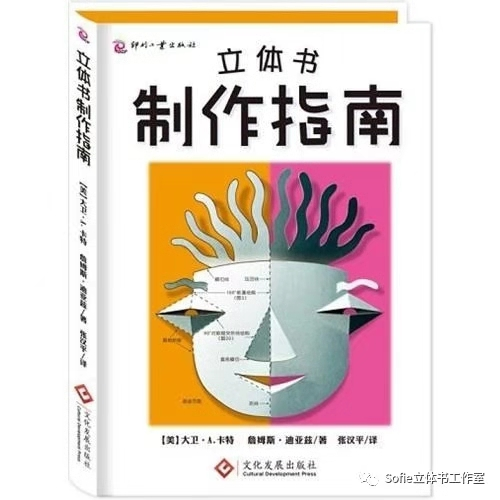 印刷工业出版社
立体书
制作指南
【美】大卫·A.卡特 詹姆斯·迪亚兹/著 张汉平/译
文化发展出版社
Cultural Development Press
立体书制作指南
【美】大卫·A.卡特 詹姆斯·迪亚兹/著 张汉平/译
文化发展出版社
Cultural Development Press
Sofie立体书工作室